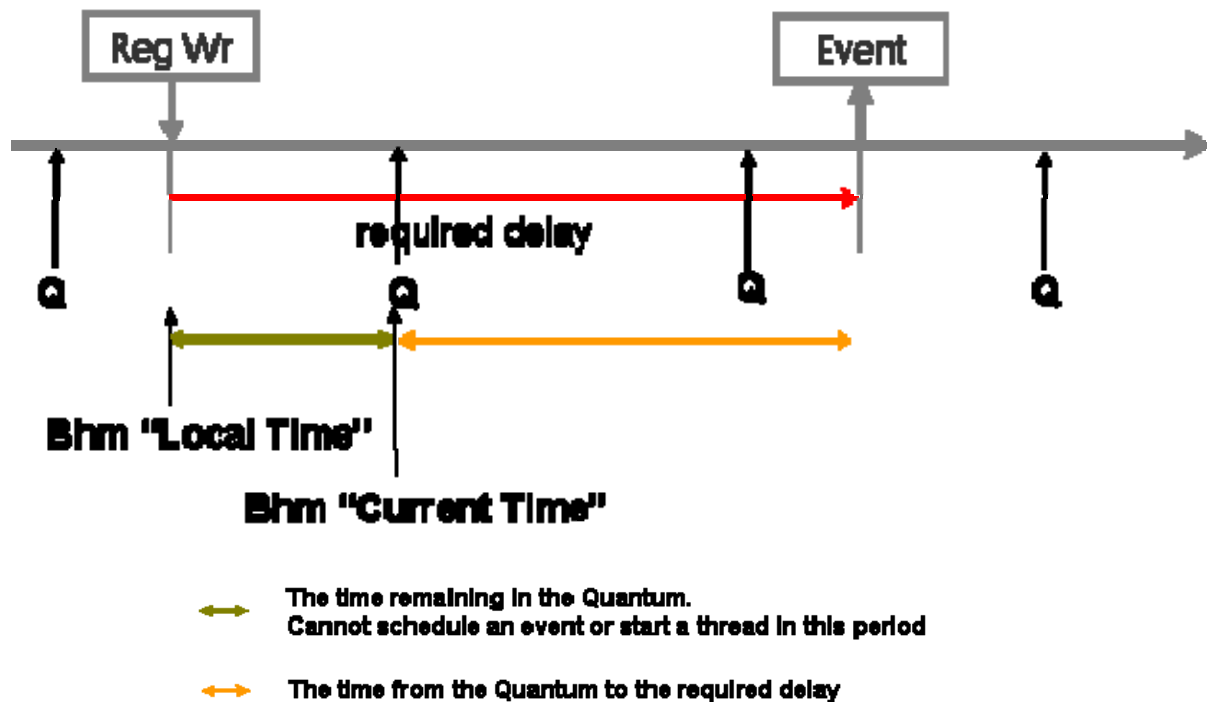 Reg Wr
Event
required delay
Q
Q
Q
Q
Bhm “Local Time”
Bhm “Current Time”
The time remaining in the Quantum.
Cannot schedule an event or start a thread in this period
The time from the Quantum to the required delay